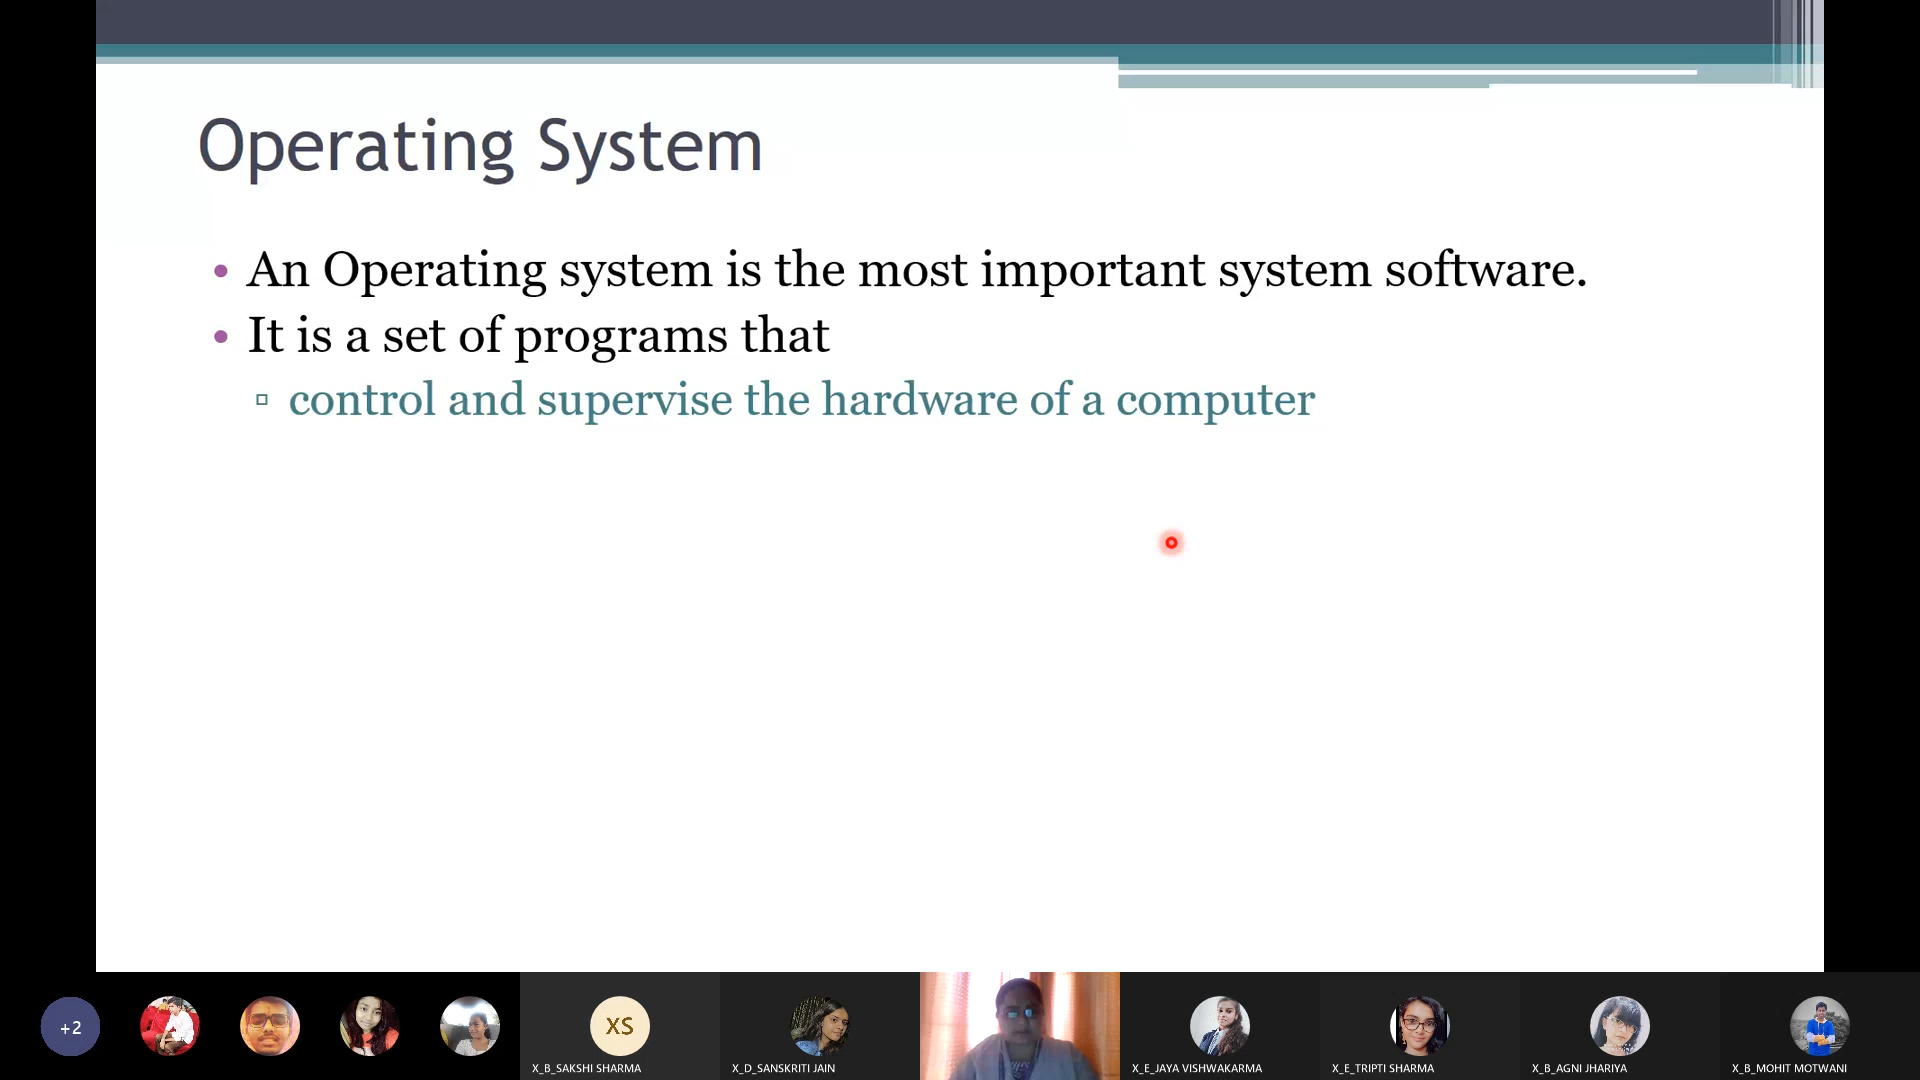 Operating System
• An Operating system is the most important system software.
• It is a set of programs that
▫ control and supervise the hardware of a computer
+2
XS
X_B_SAKSHI SHARMA
X_D_SANSKRITI JAIN
X_E_JAYA VISHWAKARMA
X_E_TRIPTI SHARMA
X_B_AGNI JHARIYA
X_B_MOHIT MOTWANI